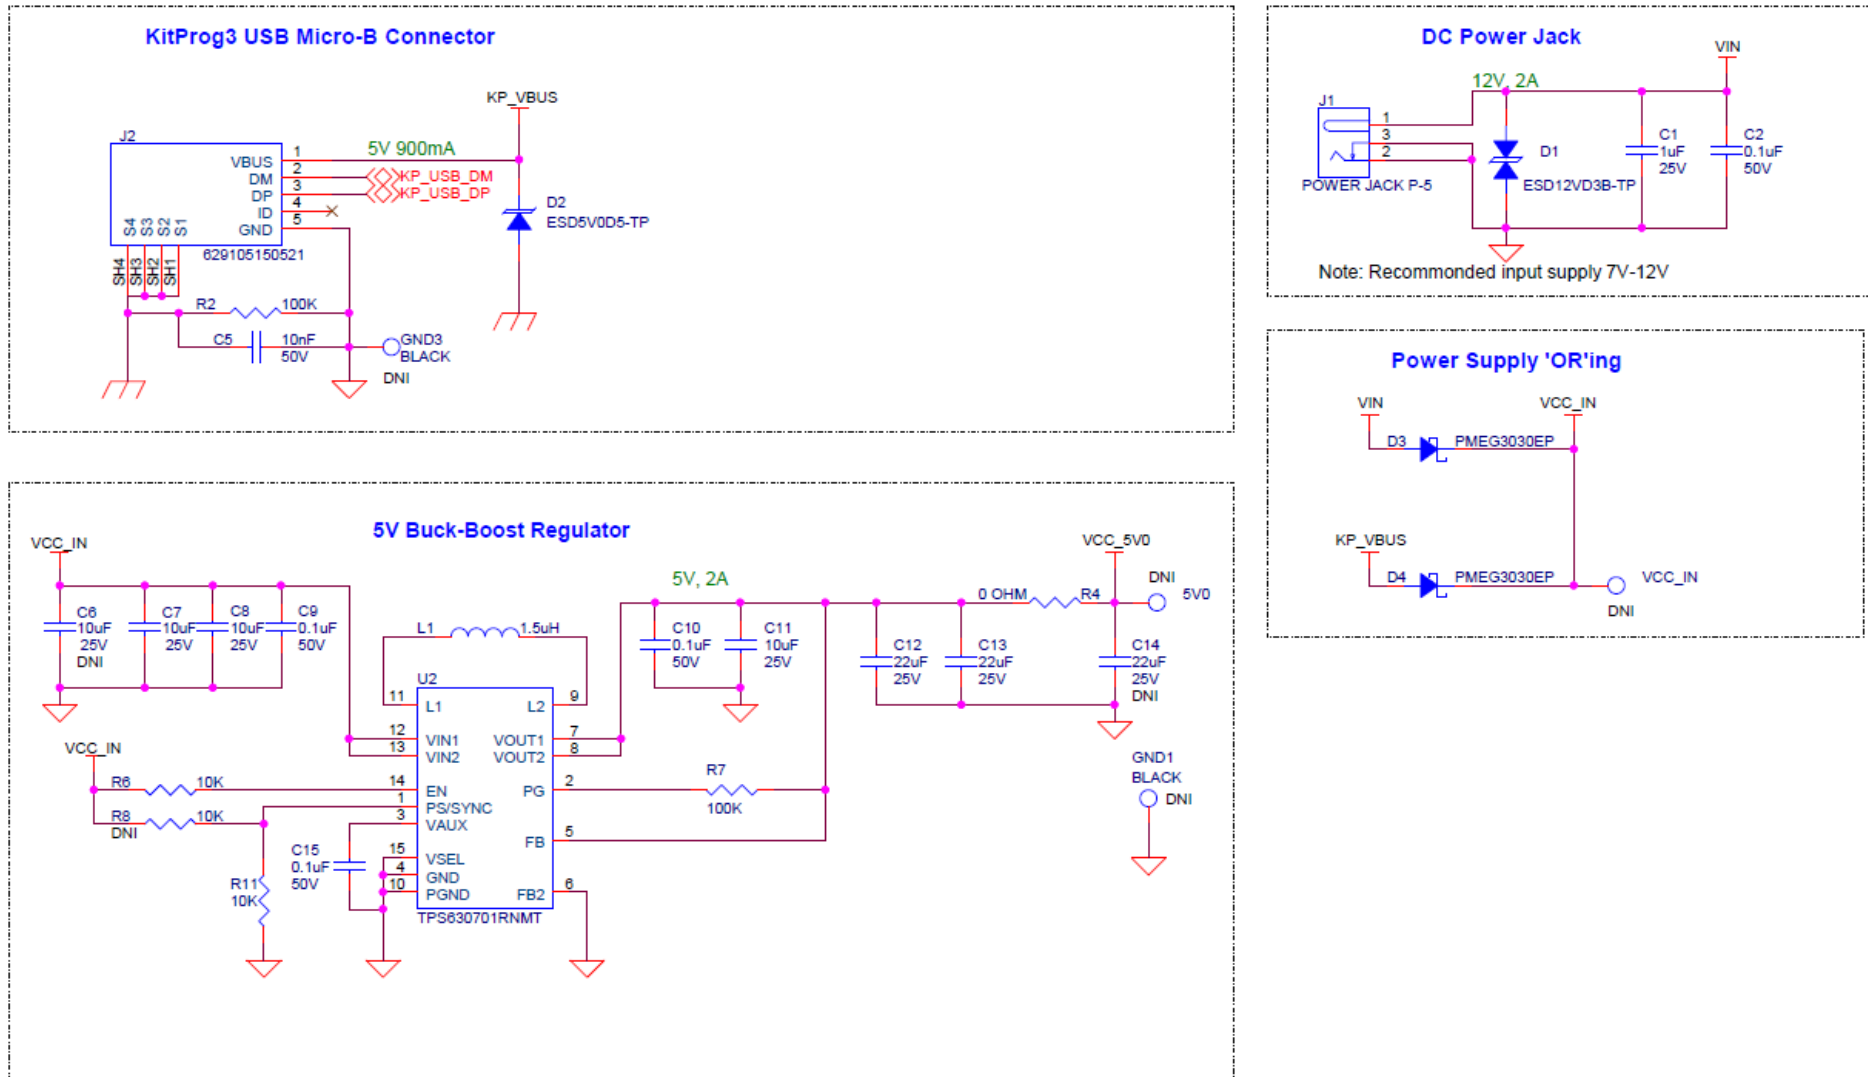 KitProg3 USB Micro-B Connector
KP_VBUS
J2
5V 900mA
VBUS 1
DM 2 KP_USB_DM
DP 3 KP_USB_DP
ID 4
GND 5
S4 S3 S2 S1
629105150521
SH4 SH3 SH2 SH1
D2
ESD5V0D5-TP
R2 100K
C5 10nF
50V
GND3
BLACK
DNI
DC Power Jack
VIN
12V, 2A
J1
1
3
2
POWER JACK P-5
D1
ESD12VD3B-TP
C1
1uF
25V
C2
0.1uF
50V
Note: Recommonded input supply 7V-12V
Power Supply 'OR'ing
VIN
VCC_IN
D3 PMEG3030EP
KP_VBUS
D4 PMEG3030EP
VCC_IN
DNI
5V Buck-Boost Regulator
VCC_IN
C6
10uF
25V
DNI
C7
10uF
25V
C8
10uF
25V
C9
0.1uF
50V
L1 1.5uH
5V, 2A
C10
0.1uF
50V
C11
10uF
25V
C12
22uF
25V
C13
22uF
25V
0 OHM R4
VCC_5V0
DNI
5V0
C14
22uF
25V
DNI
U2
11 L1 L2 9
12 VIN1 VOUT1 7
13 VIN2 VOUT2 8
14 EN PG 2
1 PS/SYNC
3 VAUX
FB 5
15 VSEL
4 GND
10 PGND FB2 6
TPS630701RNMT
VCC_IN
R6 10K
R8 10K
DNI
R11
10K
C15
0.1uF
50V
R7
100K
GND1
BLACK
DNI